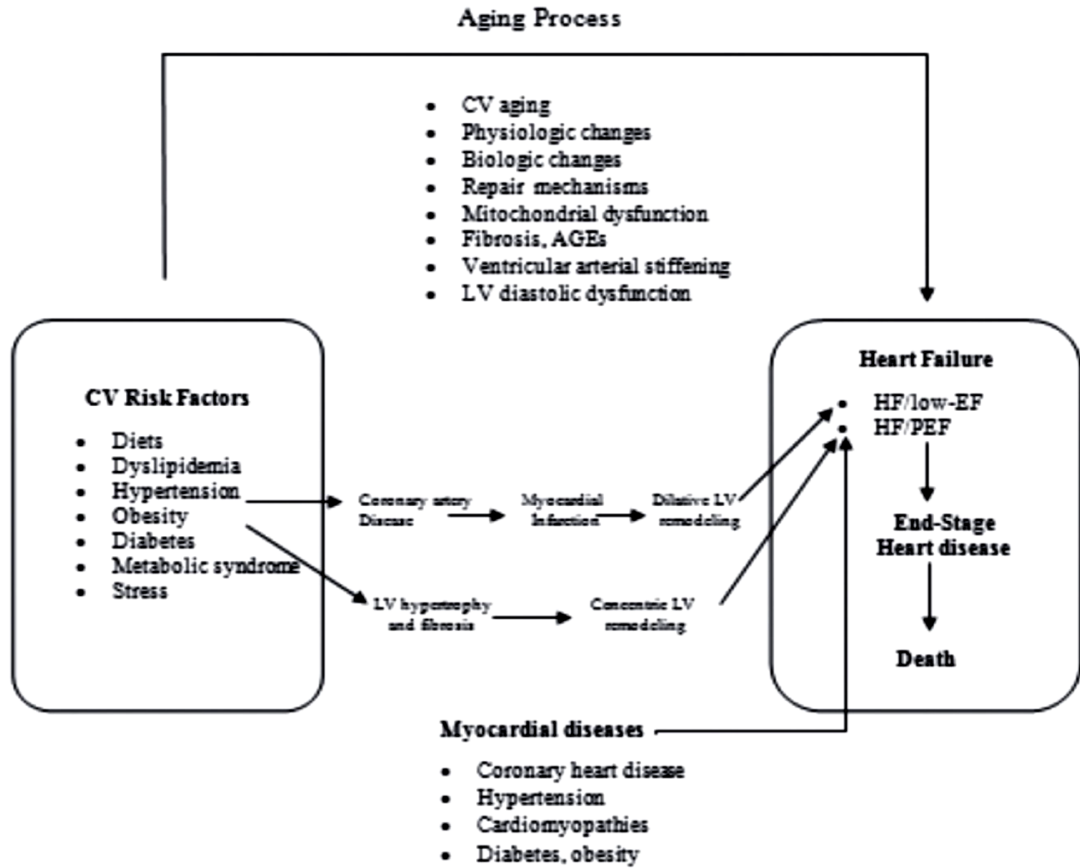 Aging Process
• CV aging
• Physiologic changes
• Biologic changes
• Repair mechanisms
• Mitochondrial dysfunction
• Fibrosis, AGEs
• Ventricular arterial stiffening
• LV diastolic dysfunction
CV Risk Factors
• Diets
• Dyslipidemia
• Hypertension
• Obesity
• Diabetes
• Metabolic syndrome
• Stress
Coronary artery
Disease
Myocardial
Infarction
Dilative LV
remodeling
LV hypertrophy
and fibrosis
Concentric LV
remodeling
Heart Failure
• HF/low-EF
• HF/PEF
End-Stage
Heart disease
Death
Myocardial diseases
• Coronary heart disease
• Hypertension
• Cardiomyopathies
• Diabetes, obesity